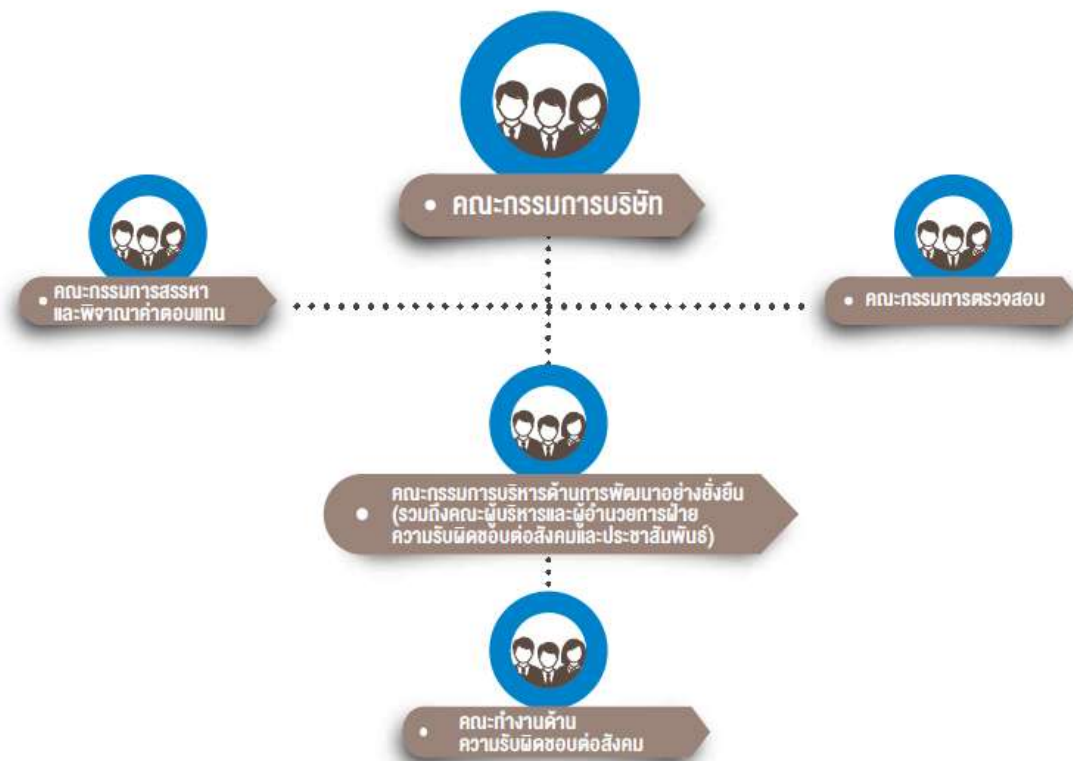 คณะกรรมการบริษัท
คณะกรรมการสรรหา
และพิจาณาค่าตอบแทน
คณะกรรมการตรวจสอบ
คณะกรรมการบริหารด้านการพัฒนาอย่างยั่งยืน
(รวมถึงคณะผู้บริหารและผู้อำนวยการฝ่าย
ความรับผิดชอบต่อสังคมและประชาสัมพันธ์)
คณะทำงานด้าน
ความรับผิดชอบต่อสังคม